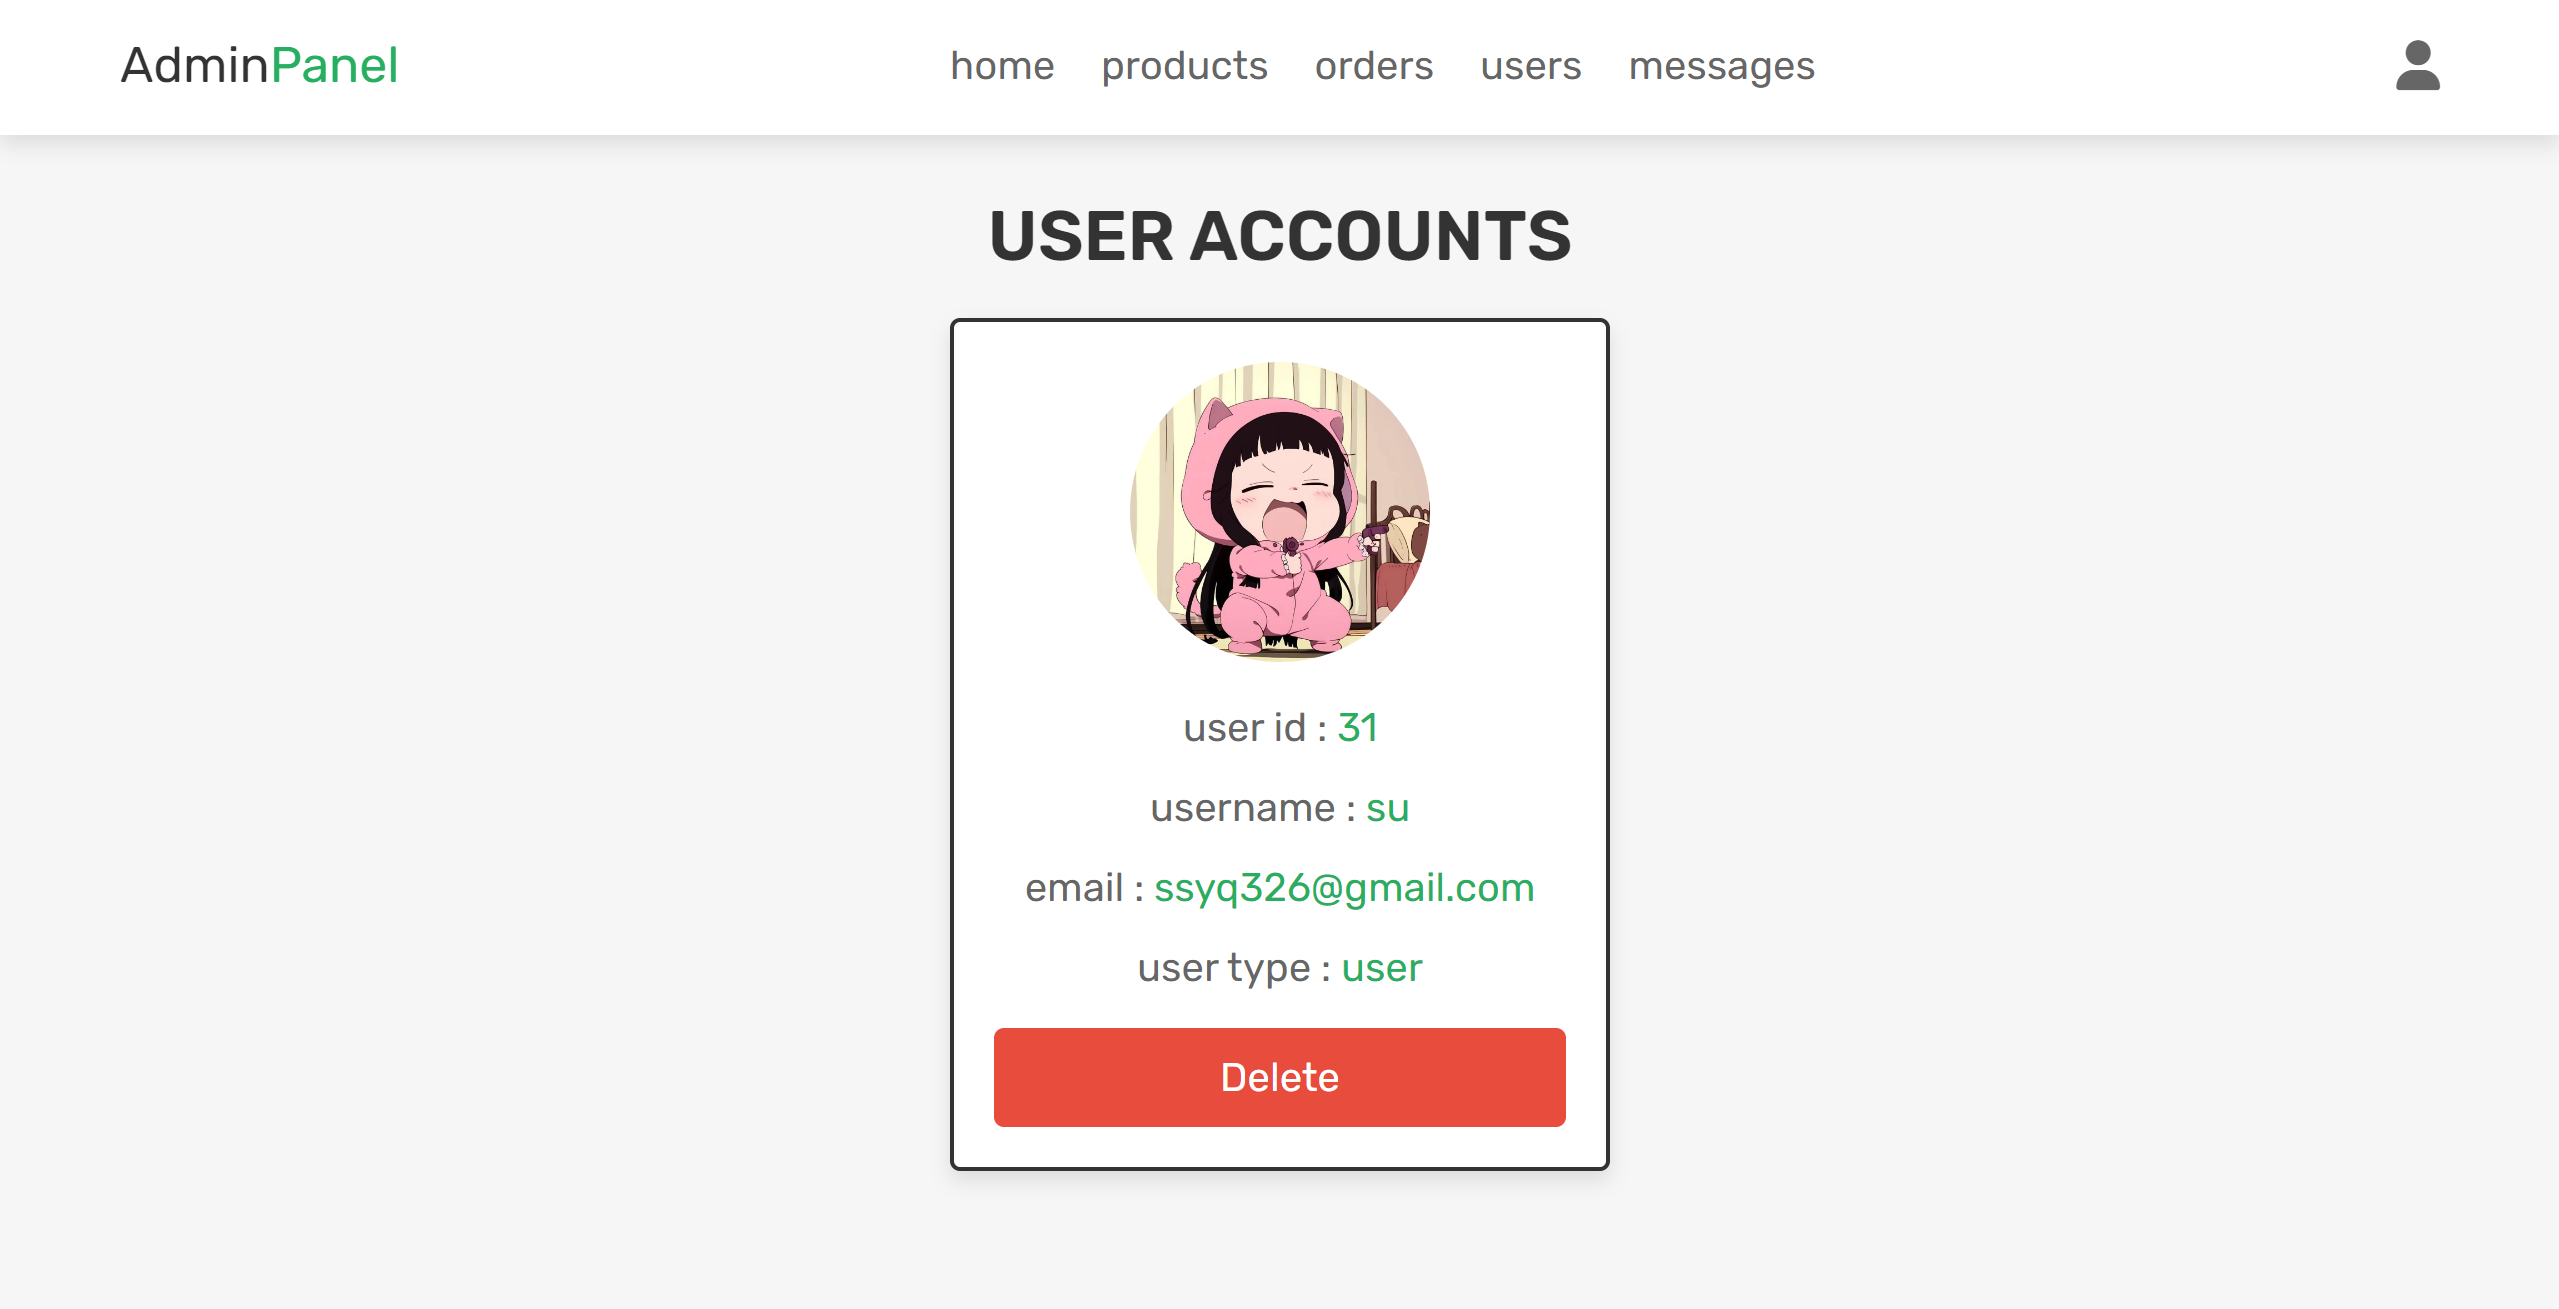 AdminPanel
home products orders users messages
USER ACCOUNTS
user id : 31
username : su
email : ssyq326@gmail.com
user type : user
Delete